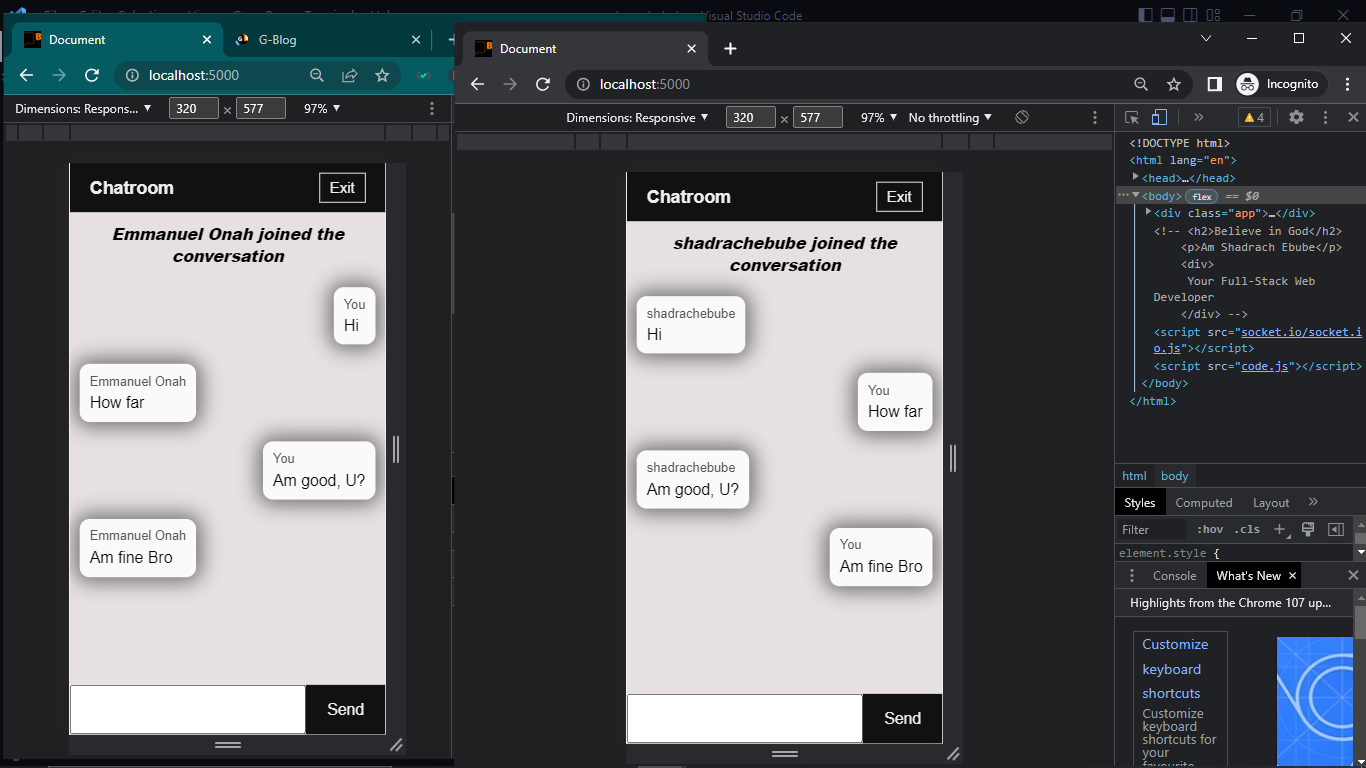 Visual Studio Code
Document
G-Blog
localhost:5000
Dimensions: Respons...
320
×
577
97%
Chatroom
Exit
Emmanuel Onah joined the
conversation
You
Hi
Emmanuel Onah
How far
You
Am good, U?
Emmanuel Onah
Am fine Bro
Send
Document
localhost:5000
Incognito
Dimensions: Responsive
320
×
577
97%
No throttling
Chatroom
Exit
shadrachebube joined the
conversation
shadrachebube
Hi
You
How far
shadrachebube
Am good, U?
You
Am fine Bro
Send
4
<!DOCTYPE html>
<html lang="en">
<head>…</head>
<body> flex == $0
<div class="app">…</div>
<!-- <h2>Believe in God</h2>
<p>Am Shadrach Ebube</p>
<div>
Your Full-Stack Web
Developer
</div> -->
<script src="socket.io/socket.i
o.js"></script>
<script src="code.js"></script>
</body>
</html>
html
body
Styles
Computed
Layout
Filter
:hov
.cls
element.style {
Console
What's New
Highlights from the Chrome 107 up...
Customize
keyboard
shortcuts
Customize
keyboard
shortcuts for
your
favourite